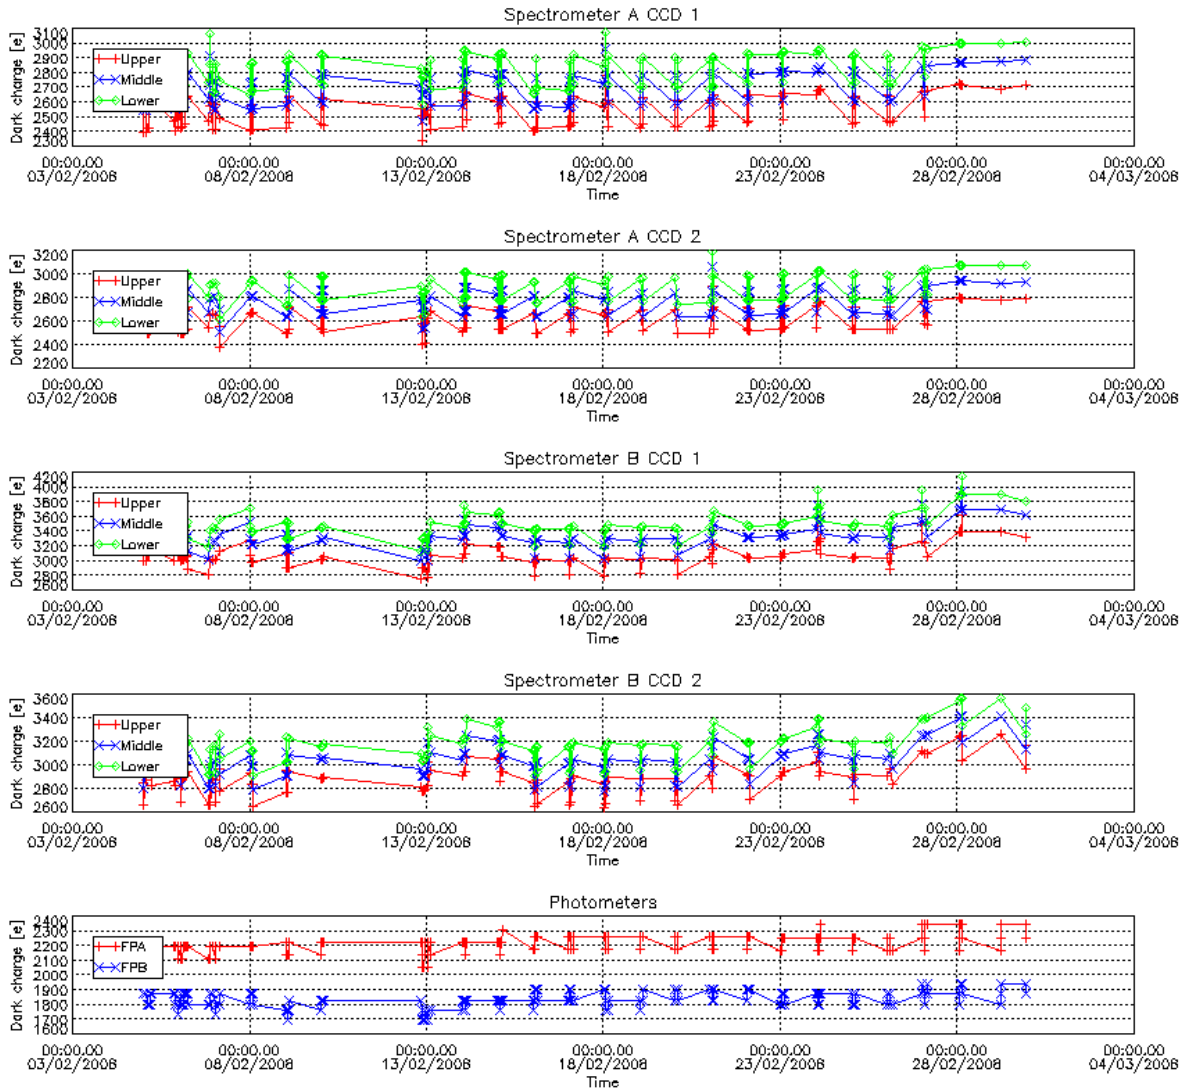 Spectrometer A CCD 1
Dark charge [e]
3100
3000
2900
2800
2700
2600
2500
2400
2300
Upper
Middle
Lower
00:00.00 00:00.00 00:00.00 00:00.00 00:00.00 00:00.00 00:00.00
03/02/2008 08/02/2008 13/02/2008 18/02/2008 23/02/2008 28/02/2008 04/03/2008
Time
Spectrometer A CCD 2
Dark charge [e]
3200
3000
2800
2600
2400
2200
Upper
Middle
Lower
00:00.00 00:00.00 00:00.00 00:00.00 00:00.00 00:00.00 00:00.00
03/02/2008 08/02/2008 13/02/2008 18/02/2008 23/02/2008 28/02/2008 04/03/2008
Time
Spectrometer B CCD 1
Dark charge [e]
4200
4000
3800
3600
3400
3200
3000
2800
2600
Upper
Middle
Lower
00:00.00 00:00.00 00:00.00 00:00.00 00:00.00 00:00.00 00:00.00
03/02/2008 08/02/2008 13/02/2008 18/02/2008 23/02/2008 28/02/2008 04/03/2008
Time
Spectrometer B CCD 2
Dark charge [e]
3600
3400
3200
3000
2800
2600
Upper
Middle
Lower
00:00.00 00:00.00 00:00.00 00:00.00 00:00.00 00:00.00 00:00.00
03/02/2008 08/02/2008 13/02/2008 18/02/2008 23/02/2008 28/02/2008 04/03/2008
Time
Photometers
Dark charge [e]
2400
2300
2200
2100
2000
1900
1800
1700
1600
FPA
FPB
00:00.00 00:00.00 00:00.00 00:00.00 00:00.00 00:00.00 00:00.00
03/02/2008 08/02/2008 13/02/2008 18/02/2008 23/02/2008 28/02/2008 04/03/2008
Time